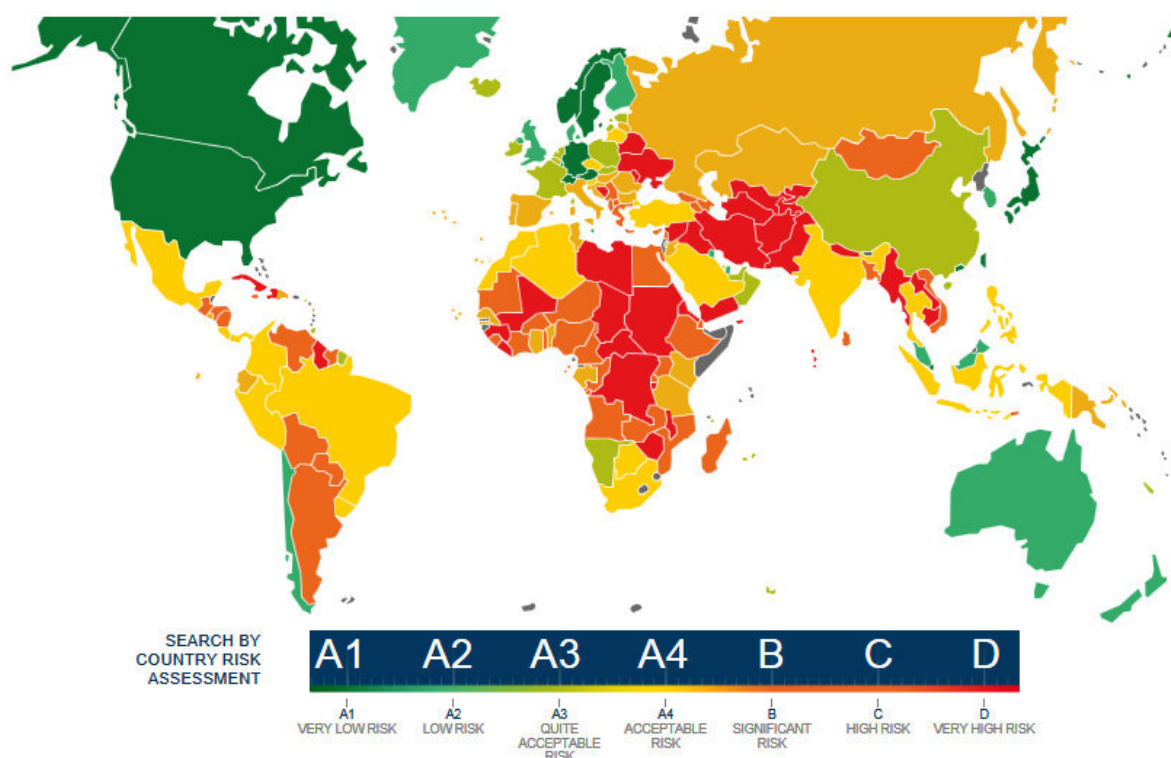 SEARCH BY
COUNTRY RISK
ASSESSMENT
A1 A2 A3 A4 B C D
A1 A2 A3 A4 B C D
VERY LOW RISK LOW RISK QUITE ACCEPTABLE SIGNIFICANT HIGH RISK VERY HIGH RISK
ACCEPTABLE RISK RISK
RISK